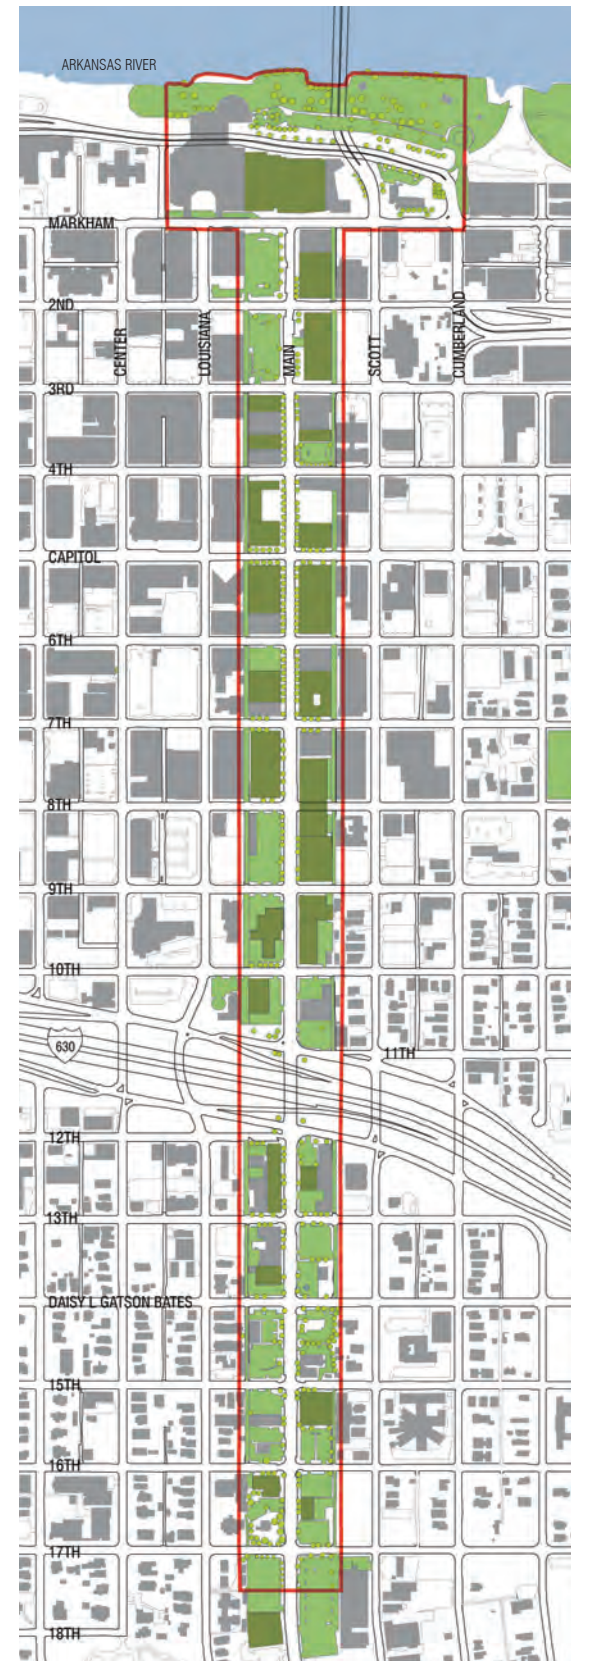 ARKANSAS RIVER
MARKHAM
2ND
CENTER
LOUISIANA
MAIN
SCOTT
CUMBERLAND
3RD
4TH
CAPITOL
6TH
7TH
8TH
9TH
10TH
630
11TH
12TH
13TH
DAISY L GATSON BATES
15TH
16TH
17TH
18TH